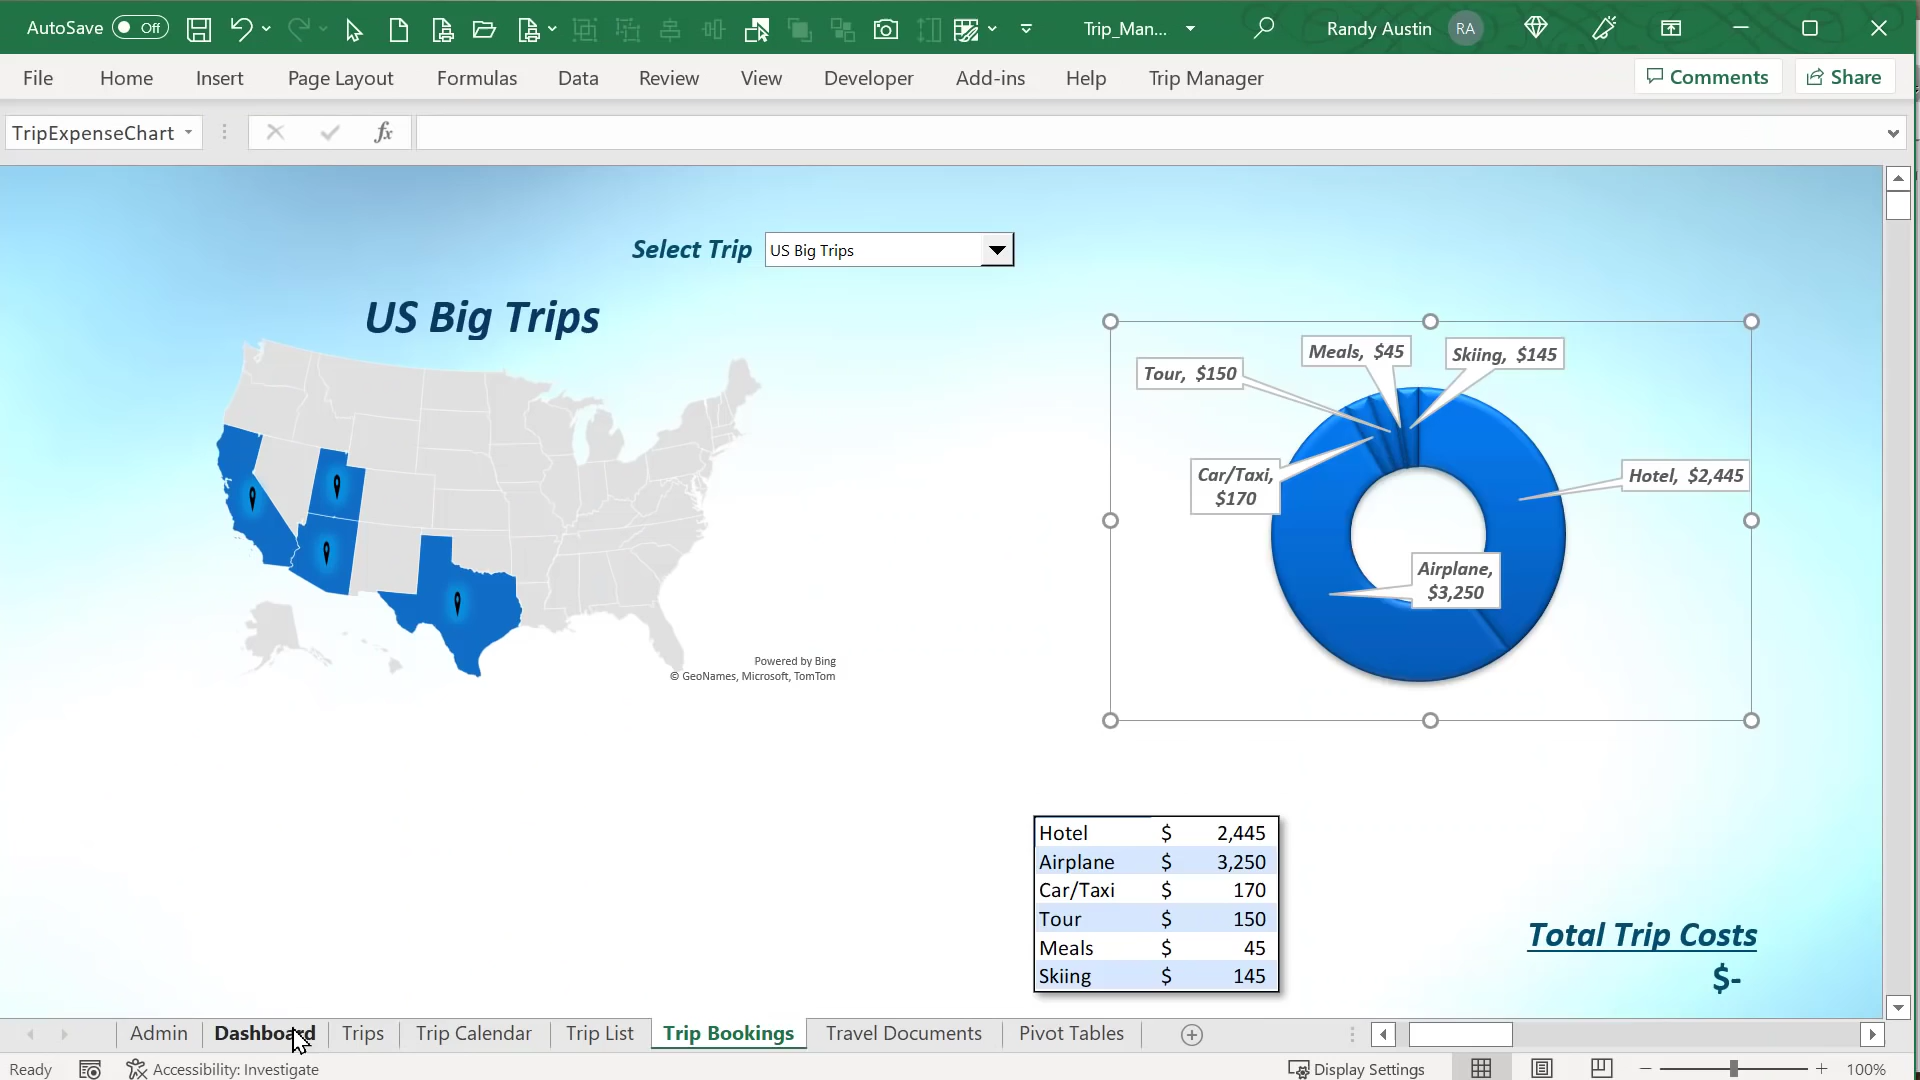 AutoSave Off Trip_Man... Randy Austin RA
File Home Insert Page Layout Formulas Data Review View Developer Add-ins Help Trip Manager Comments Share
TripExpenseChart fx
Select Trip US Big Trips
US Big Trips
Meals, $45
Skiing, $145
Tour, $150
Car/Taxi,
$170
Hotel, $2,445
Airplane,
$3,250
Powered by Bing
© GeoNames, Microsoft, TomTom
Hotel $ 2,445
Airplane $ 3,250
Car/Taxi $ 170
Tour $ 150
Meals $ 45
Skiing $ 145
Total Trip Costs
$-
Admin Dashboard Trips Trip Calendar Trip List Trip Bookings Travel Documents Pivot Tables
Ready Accessibility: Investigate Display Settings 100%